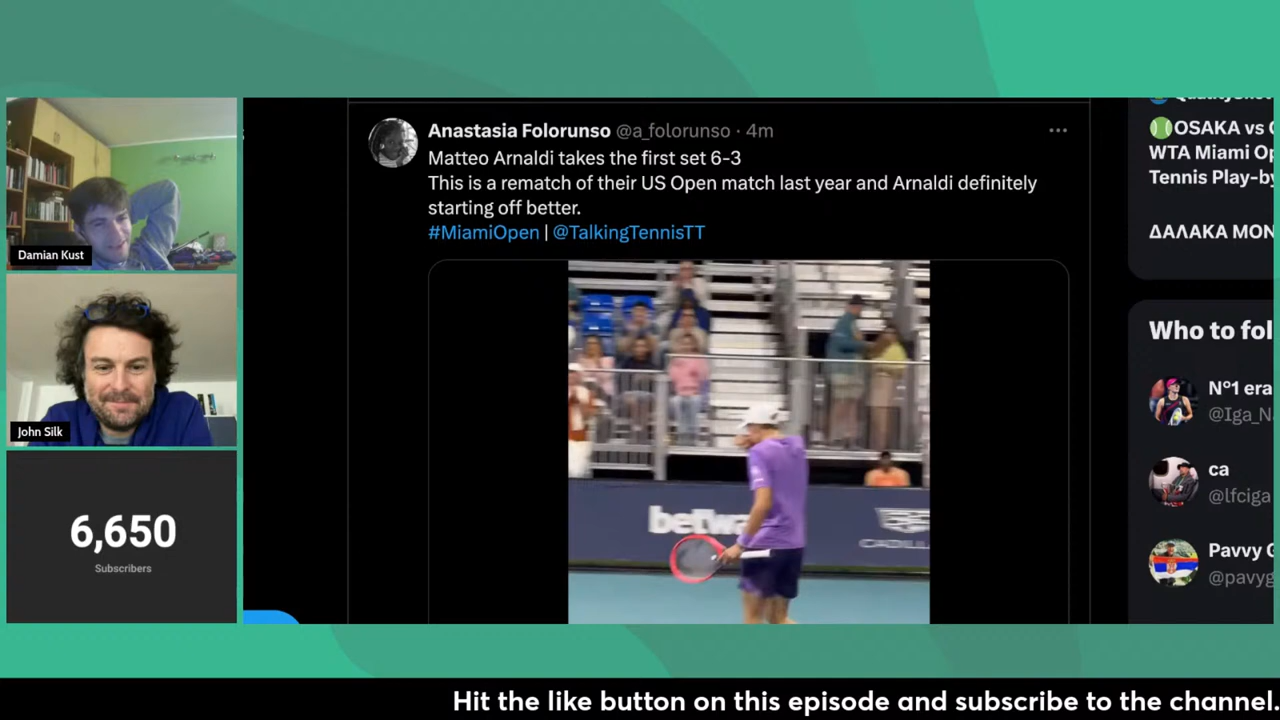 Anastasia Folorunso @a_folorunso · 4m
Matteo Arnaldi takes the first set 6-3
This is a rematch of their US Open match last year and Arnaldi definitely
starting off better.
#MiamiOpen | @TalkingTennisTT
OSAKA vs
WTA Miami Op
Tennis Play-by
ΔΑΛΑΚΑ ΜΟΝ
Who to fol
Nº1 era
@Iga_N
ca
@lfciga
Pavvy
@pavyg
Damian Kust
John Silk
6,650
Subscribers
betw
CADILL
Hit the like button on this episode and subscribe to the channel.